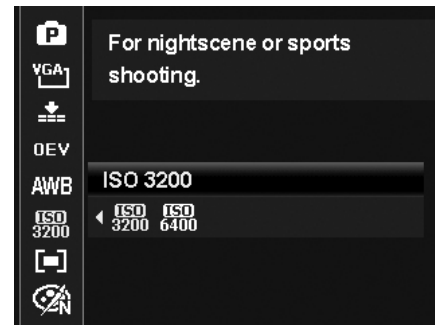 P
VGA
For nightscene or sports
shooting.
0EV
AWB
ISO 3200
ISO
3200
ISO
3200
ISO
6400
N